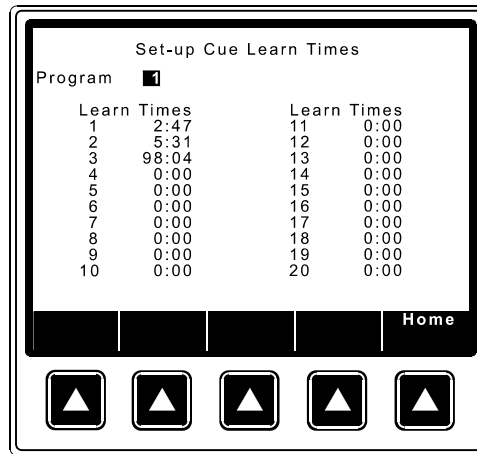 Set-up Cue Learn Times
Program 1
Learn Times Learn Times
1 2:47 11 0:00
2 5:31 12 0:00
3 98:04 13 0:00
4 0:00 14 0:00
5 0:00 15 0:00
6 0:00 16 0:00
7 0:00 17 0:00
8 0:00 18 0:00
9 0:00 19 0:00
10 0:00 20 0:00
Home